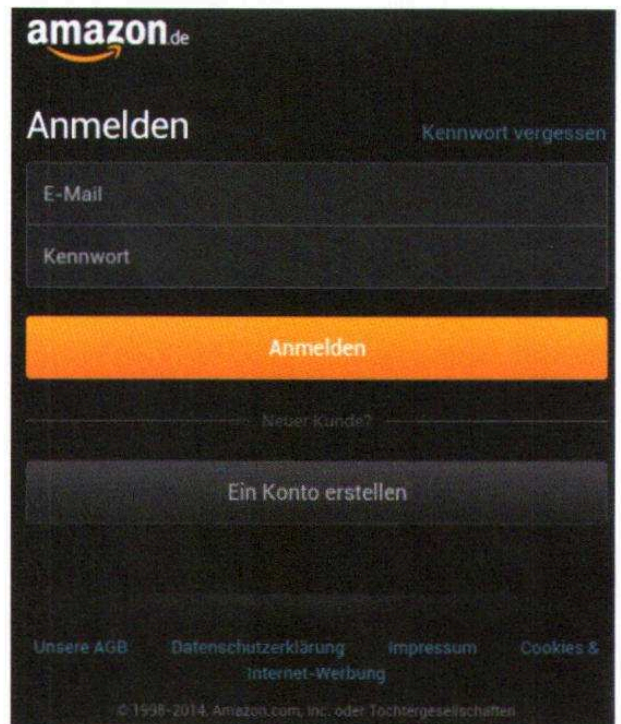 amazon.de
Anmelden
Kennwort vergessen
E-Mail
Kennwort
Anmelden
Neuer Kunde?
Ein Konto erstellen
Unsere AGB Datenschutzerklärung Impressum Cookies &
Internet-Werbung
© 1998-2014, Amazon.com, Inc. oder Tochtergesellschaften